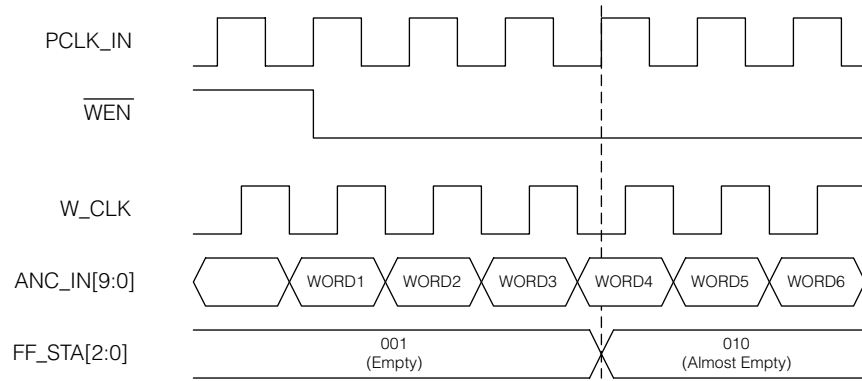 PCLK_IN
WEN
W_CLK
ANC_IN[9:0]
WORD1 WORD2 WORD3 WORD4 WORD5 WORD6
FF_STA[2:0]
001
(Empty)
010
(Almost Empty)